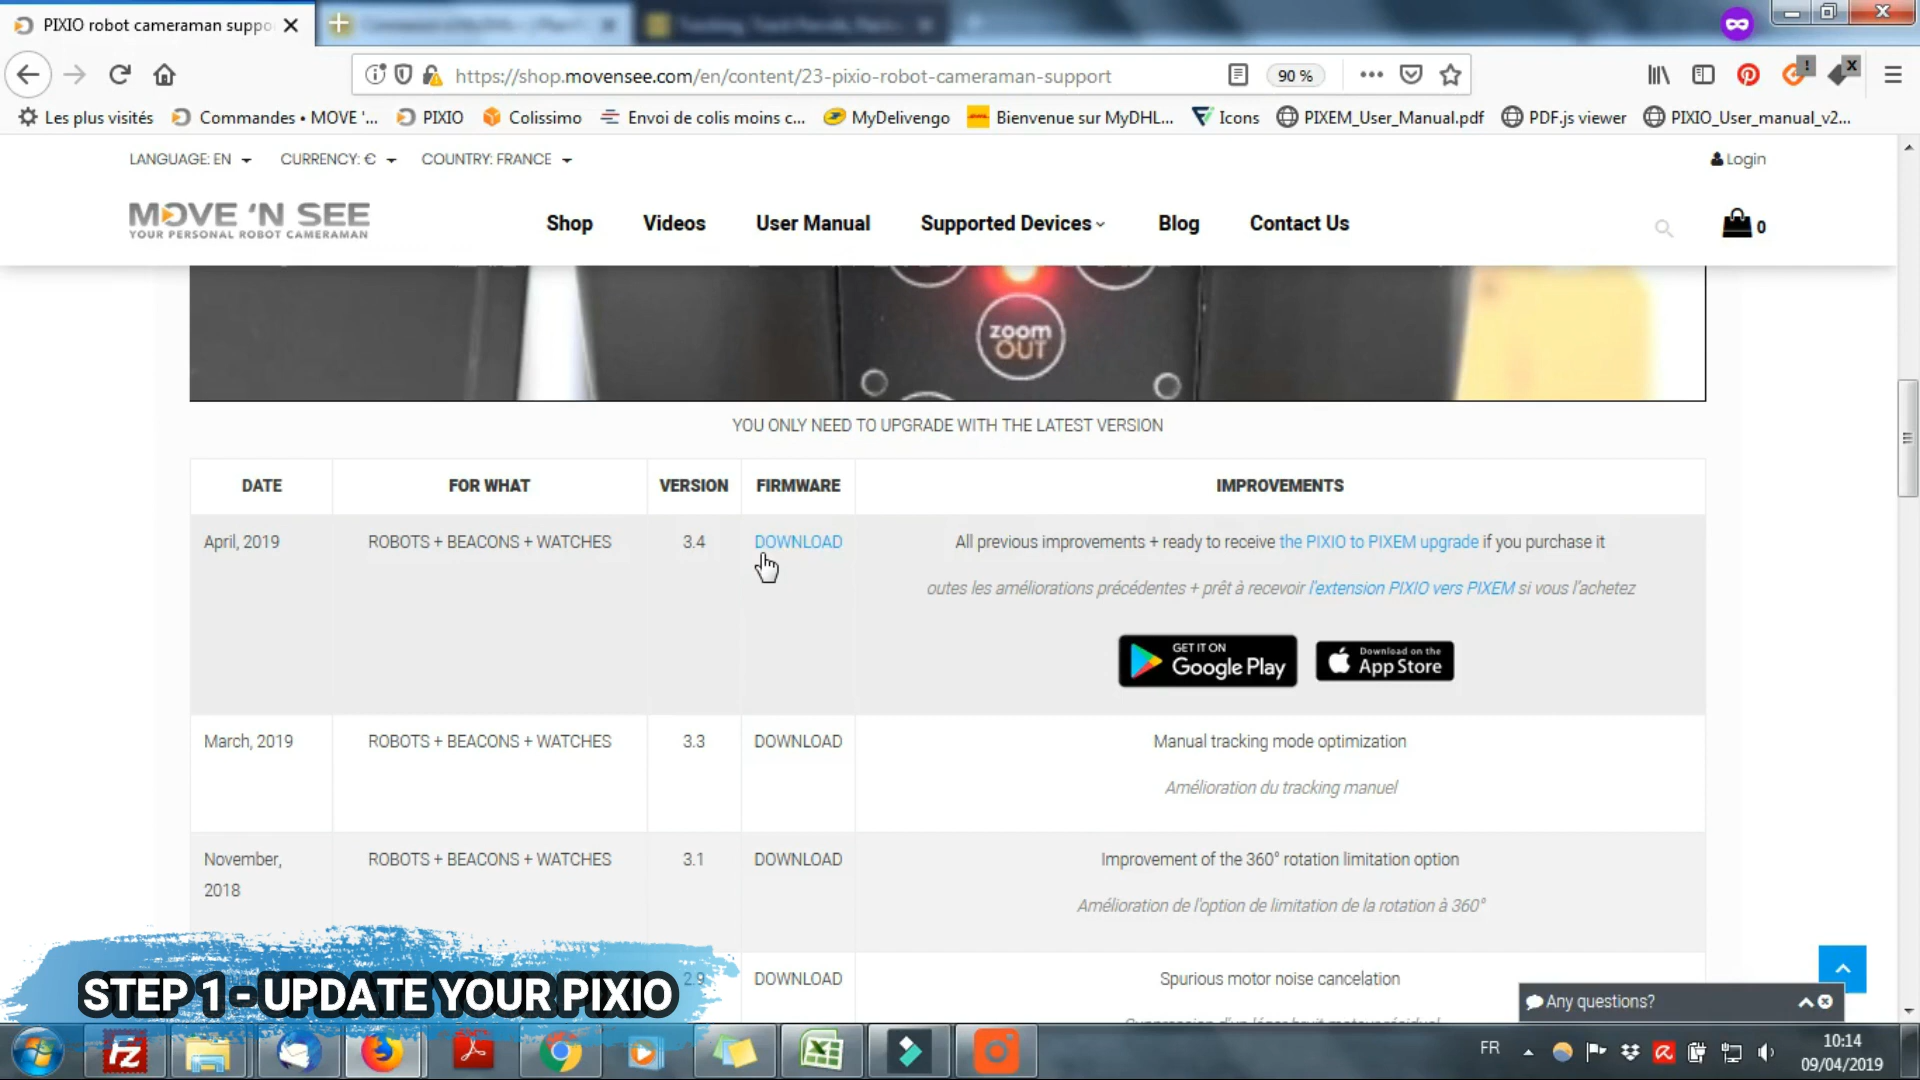 PIXIO robot cameraman suppo
https://shop.movensee.com/en/content/23-pixio-robot-cameraman-support
90 %
Les plus visités
Commandes • MOVE '...
PIXIO
Colissimo
Envoi de colis moins c...
MyDelivengo
Bienvenue sur MyDHL...
Icons
PIXEM_User_Manual.pdf
PDF.js viewer
PIXIO_User_manual_v2...
LANGUAGE: EN
CURRENCY: €
COUNTRY: FRANCE
Login
MOVE 'N SEE
YOUR PERSONAL ROBOT CAMERAMAN
Shop
Videos
User Manual
Supported Devices
Blog
Contact Us
0
zoom
OUT
YOU ONLY NEED TO UPGRADE WITH THE LATEST VERSION
DATE
FOR WHAT
VERSION
FIRMWARE
IMPROVEMENTS
April, 2019
ROBOTS + BEACONS + WATCHES
3.4
DOWNLOAD
All previous improvements + ready to receive the PIXIO to PIXEM upgrade if you purchase it
outes les améliorations précédentes + prêt à recevoir l'extension PIXIO vers PIXEM si vous l'achetez
GET IT ON
Google Play
Download on the
App Store
March, 2019
ROBOTS + BEACONS + WATCHES
3.3
DOWNLOAD
Manual tracking mode optimization
Amélioration du tracking manuel
November,
2018
ROBOTS + BEACONS + WATCHES
3.1
DOWNLOAD
Improvement of the 360° rotation limitation option
Amélioration de l'option de limitation de la rotation à 360°
2.9
DOWNLOAD
Spurious motor noise cancelation
Any questions?
STEP 1 - UPDATE YOUR PIXIO
FR
10:14
09/04/2019